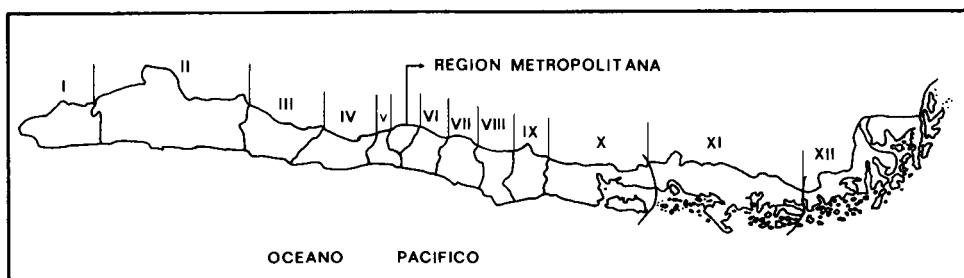 I
II
REGION METROPOLITANA
III
IV
V
VI
VII
VIII
IX
X
XI
XII
OCEANO PACIFICO